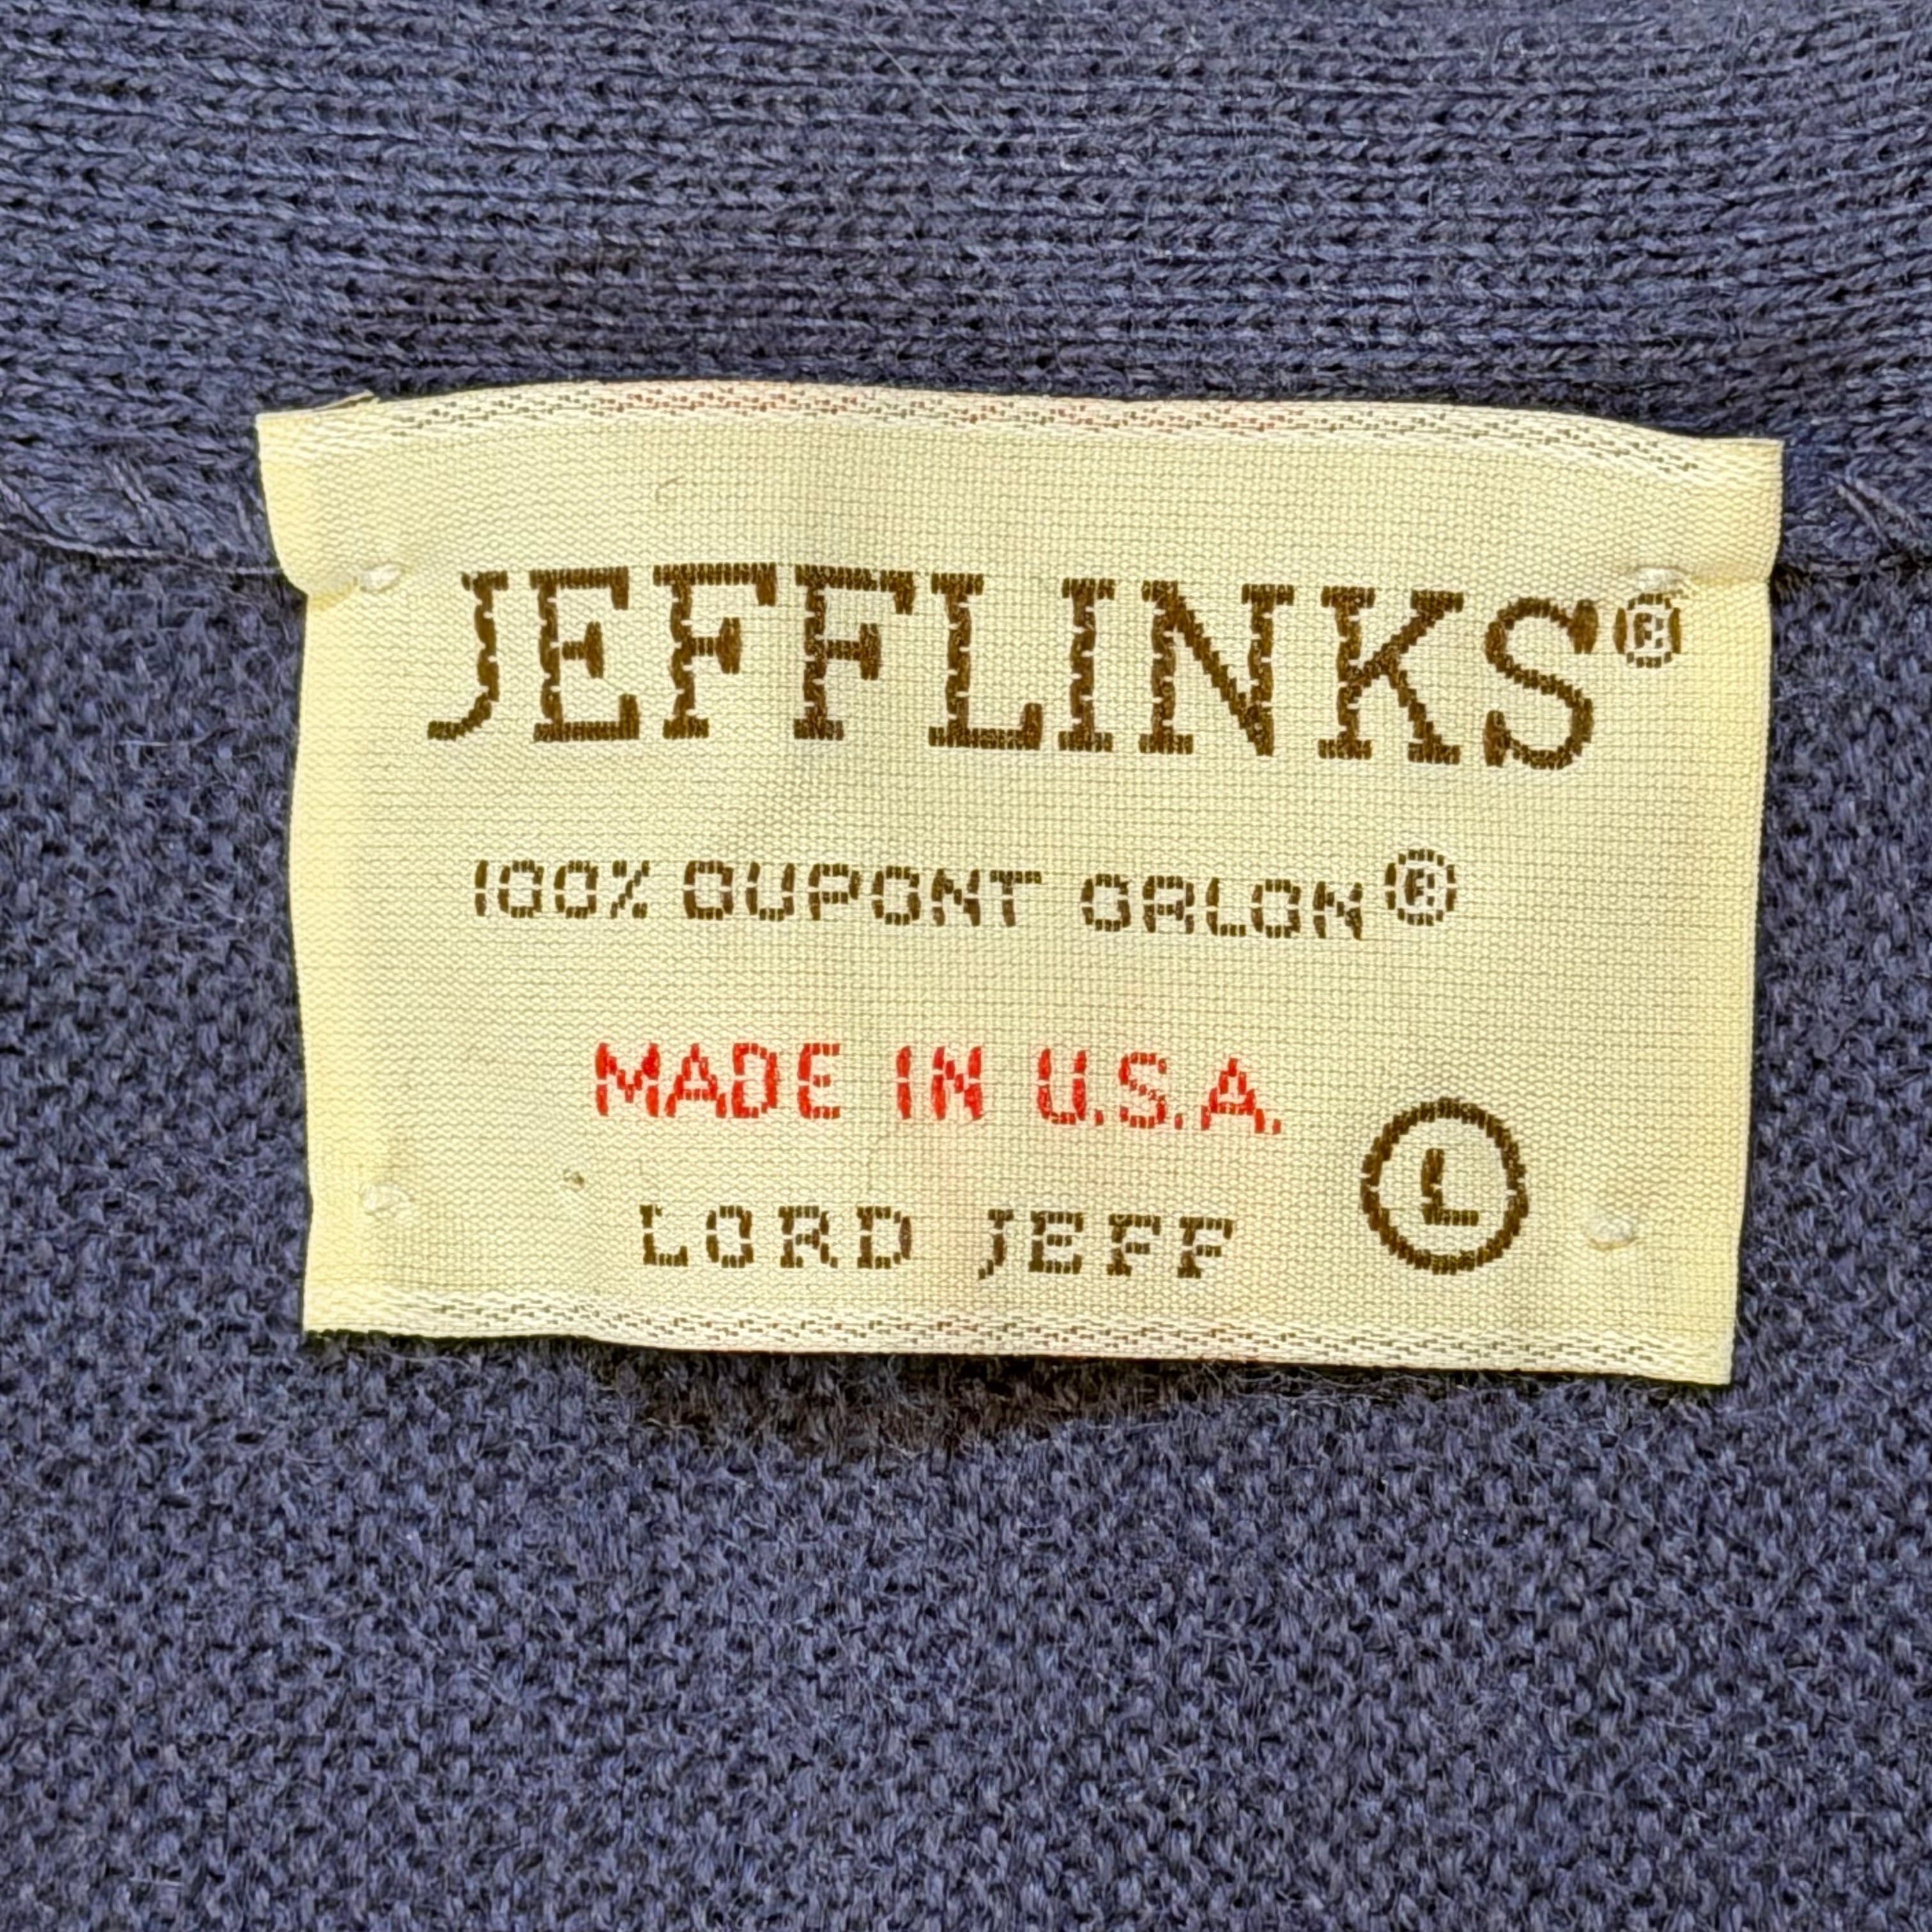 JEFFLINKS®
100% DUPONT ORLON®
MADE IN U.S.A.
L
LORD JEFF